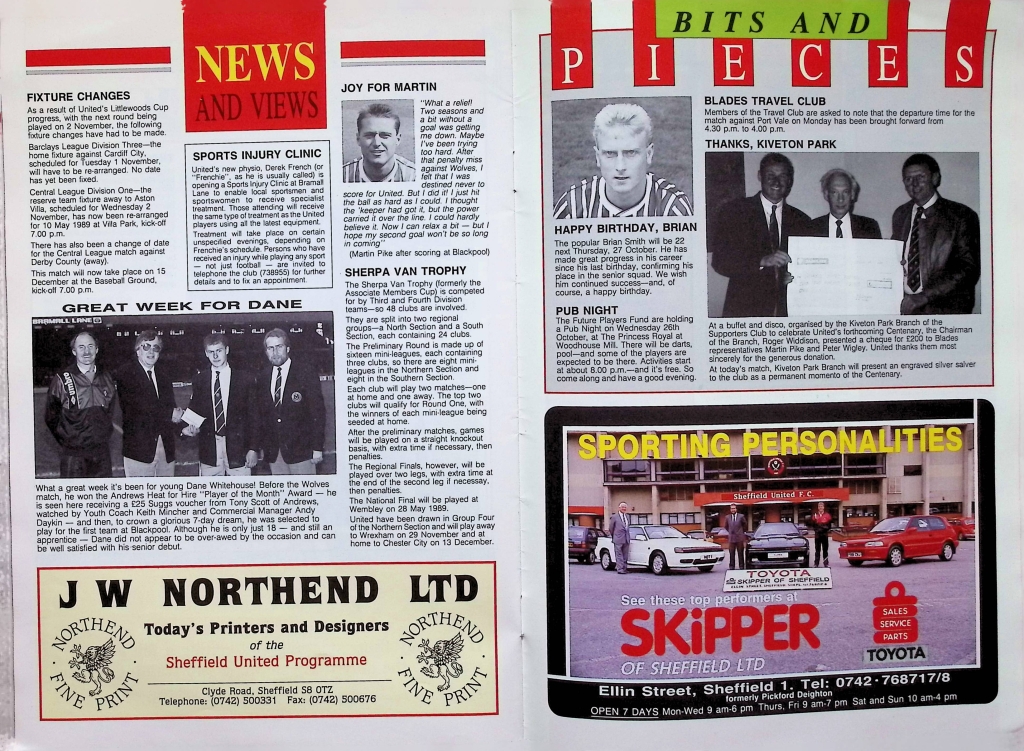 NEWS
AND VIEWS
FIXTURE CHANGES
As a result of United's Littlewoods Cup
progress, with the next round being
played on 2 November, the following
fixture changes have had to be made.
Barclays League Division Three—the
home fixture against Cardiff City,
scheduled for Tuesday 1 November,
will have to be re-arranged. No date
has yet been fixed.
Central League Division One—the
reserve team fixture away to Aston
Villa, scheduled for Wednesday 2
November, has now been re-arranged
for 10 May 1989 at Villa Park, kick-off
7.00 p.m.
There has also been a change of date
for the Central League match against
Derby County (away).
This match will now take place on 15
December at the Baseball Ground,
kick-off 7.00 p.m.
SPORTS INJURY CLINIC
United's new physio, Derek French (or
"Frenchie", as he is usually called) is
opening a Sports Injury Clinic at Bramall
Lane to enable local sportsmen and
sportswomen to receive specialist
treatment. Those attending will receive
the same type of treatment as the United
players using all the latest equipment.
Treatment will take place on certain
unspecified evenings, depending on
Frenchie's schedule. Persons who have
received an injury while playing any sport
— not just football — are invited to
telephone the club (738955) for further
details and to fix an appointment.
GREAT WEEK FOR DANE
BRAMALL LANE
umbro
What a great week it's been for young Dane Whitehouse! Before the Wolves
match, he won the Andrews Heat for Hire "Player of the Month" Award — he
is seen here receiving a £25 Suggs voucher from Tony Scott of Andrews,
watched by Youth Coach Keith Mincher and Commercial Manager Andy
Daykin — and then, to crown a glorious 7-day dream, he was selected to
play for the first team at Blackpool. Although he is only just 18 — and still an
apprentice — Dane did not appear to be over-awed by the occasion and can
be well satisfied with his senior debut.
JOY FOR MARTIN
"What a relief!
Two seasons and
a bit without a
goal was getting
me down. Maybe
I've been trying
too hard. After
that penalty miss
against Wolves, I
felt that I was
destined never to
score for United. But I did it! I just hit
the ball as hard as I could. I thought
the 'keeper had got it, but the power
carried it over the line. I could hardly
believe it. Now I can relax a bit — but I
hope my second goal won't be so long
in coming"
(Martin Pike after scoring at Blackpool)
SHERPA VAN TROPHY
The Sherpa Van Trophy (formerly the
Associate Members Cup) is competed
for by Third and Fourth Division
teams—so 48 clubs are involved.
They are split into two regional
groups—a North Section and a South
Section, each containing 24 clubs.
The Preliminary Round is made up of
sixteen mini-leagues, each containing
three clubs, so there are eight mini-
leagues in the Northern Section and
eight in the Southern Section.
Each club will play two matches—one
at home and one away. The top two
clubs will qualify for Round One, with
the winners of each mini-league being
seeded at home.
After the preliminary matches, games
will be played on a straight knockout
basis, with extra time if necessary, then
penalties.
The Regional Finals, however, will be
played over two legs, with extra time at
the end of the second leg if necessay,
then penalties.
The National Final will be played at
Wembley on 28 May 1989.
United have been drawn in Group Four
of the Northern Section and will play away
to Wrexham on 29 November and at
home to Chester City on 13 December.
J W NORTHEND LTD
NORTHEND
FINE PRINT
Today's Printers and Designers
of the
Sheffield United Programme
NORTHEND
FINE PRINT
Clyde Road, Sheffield S8 0TZ
Telephone: (0742) 500331 Fax: (0742) 500676
BITS AND
PIECES
HAPPY BIRTHDAY, BRIAN
The popular Brian Smith will be 22
next Thursday, 27 October. He has
made great progress in his career
since his last birthday, confirming his
place in the senior squad. We wish
him continued success—and, of
course, a happy birthday.
PUB NIGHT
The Future Players Fund are holding
a Pub Night on Wednesday 26th
October, at The Princess Royal at
Woodhouse Mill. There will be darts,
pool—and some of the players are
expected to be there. Activities start
at about 8.00 p.m.—and it's free. So
come along and have a good evening.
BLADES TRAVEL CLUB
Members of the Travel Club are asked to note that the departure time for the
match against Port Vale on Monday has been brought forward from
4.30 p.m. to 4.00 p.m.
THANKS, KIVETON PARK
At a buffet and disco, organised by the Kiveton Park Branch of the
Supporters Club to celebrate United's forthcoming Centenary, the Chairman
of the Branch, Roger Widdison, presented a cheque for £200 to Blades
representatives Martin Pike and Peter Wigley. United thanks them most
sincerely for the generous donation.
At today's match, Kiveton Park Branch will present an engraved silver salver
to the club as a permanent momento of the Centenary.
SPORTING PERSONALITIES
Sheffield United F.C.
TOYOTA
SKIPPER OF SHEFFIELD
See these top performers at
SKIPPER
OF SHEFFIELD LTD
SALES
SERVICE
PARTS
TOYOTA
Ellin Street, Sheffield 1. Tel: 0742·768717/8
formerly Pickford Deighton
OPEN 7 DAYS Mon-Wed 9 am-6 pm Thurs, Fri 9 am-7 pm Sat and Sun 10 am-4 pm